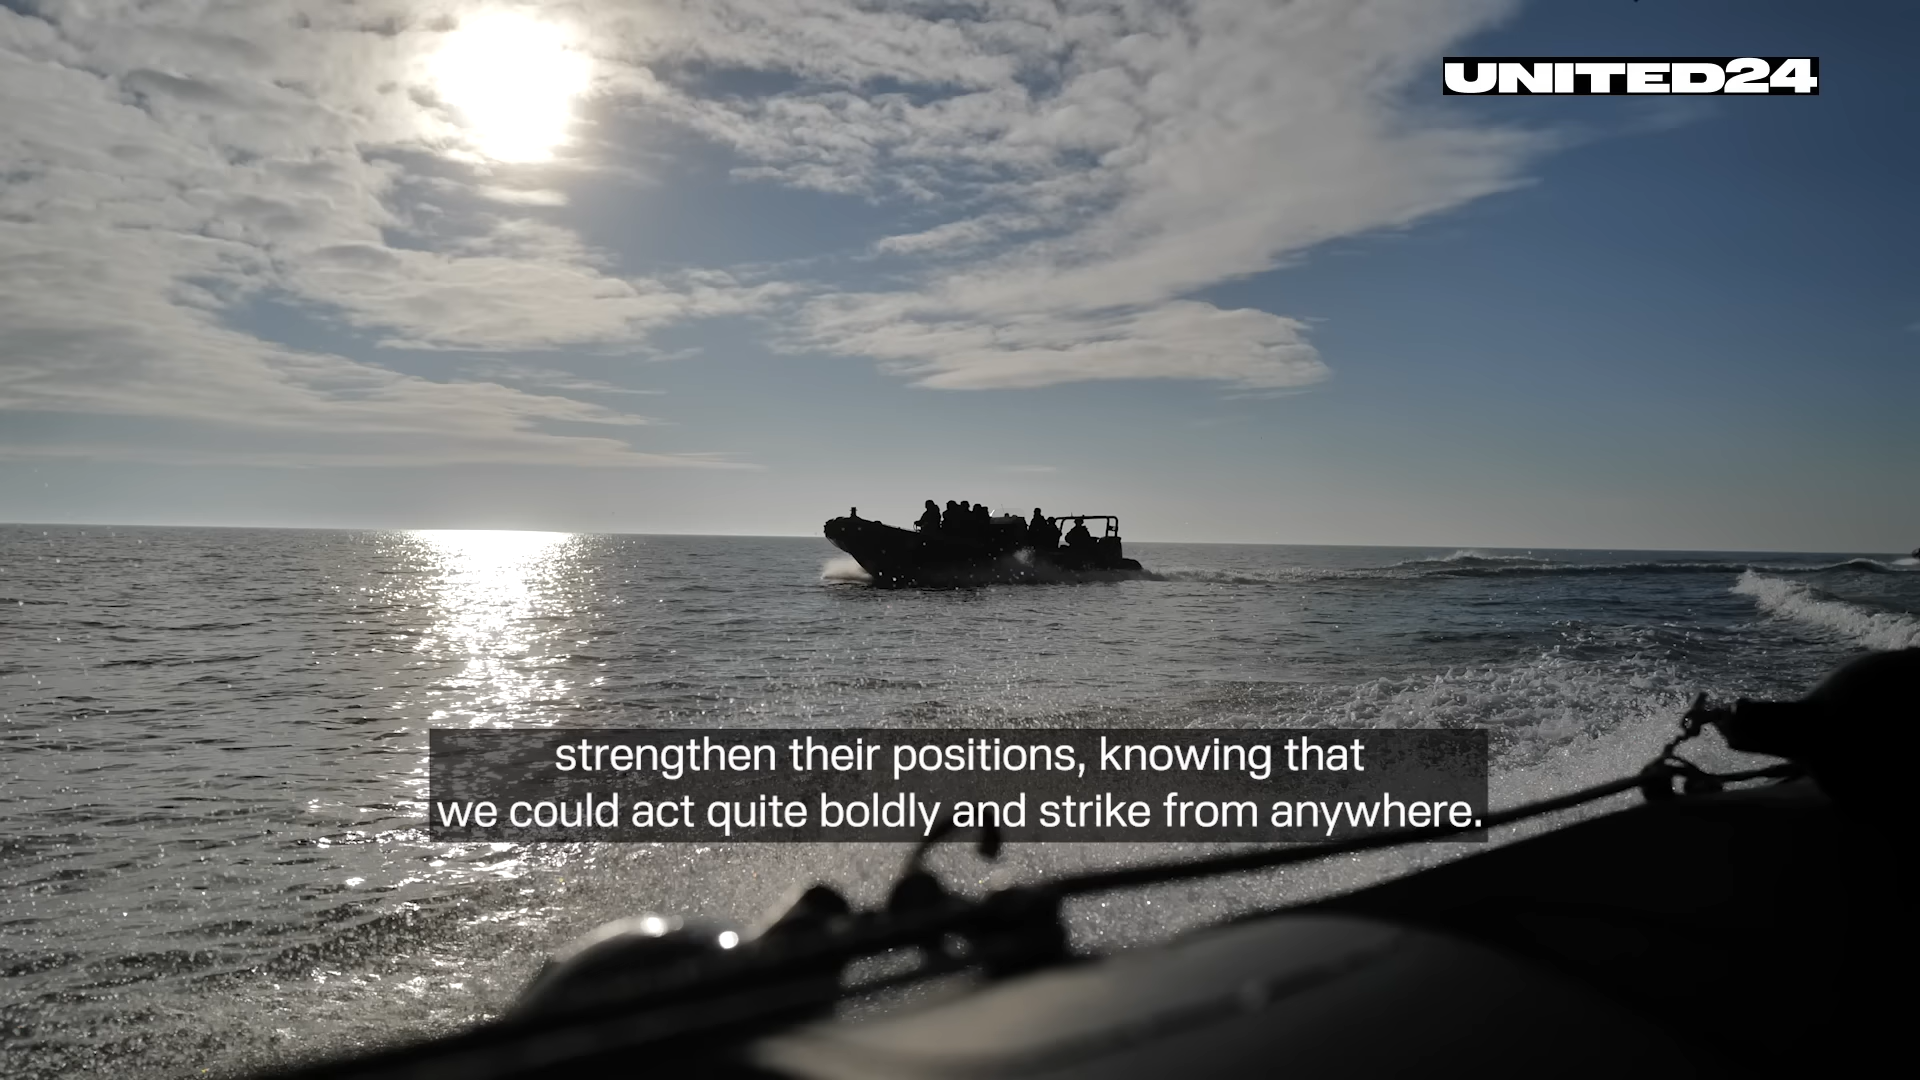 UNITED24
strengthen their positions, knowing that
we could act quite boldly and strike from anywhere.